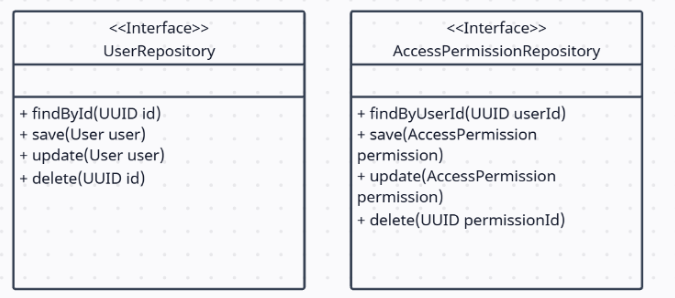 <<Interface>>
UserRepository
+ findById(UUID id)
+ save(User user)
+ update(User user)
+ delete(UUID id)
<<Interface>>
AccessPermissionRepository
+ findByUserId(UUID userId)
+ save(AccessPermission
permission)
+ update(AccessPermission
permission)
+ delete(UUID permissionId)